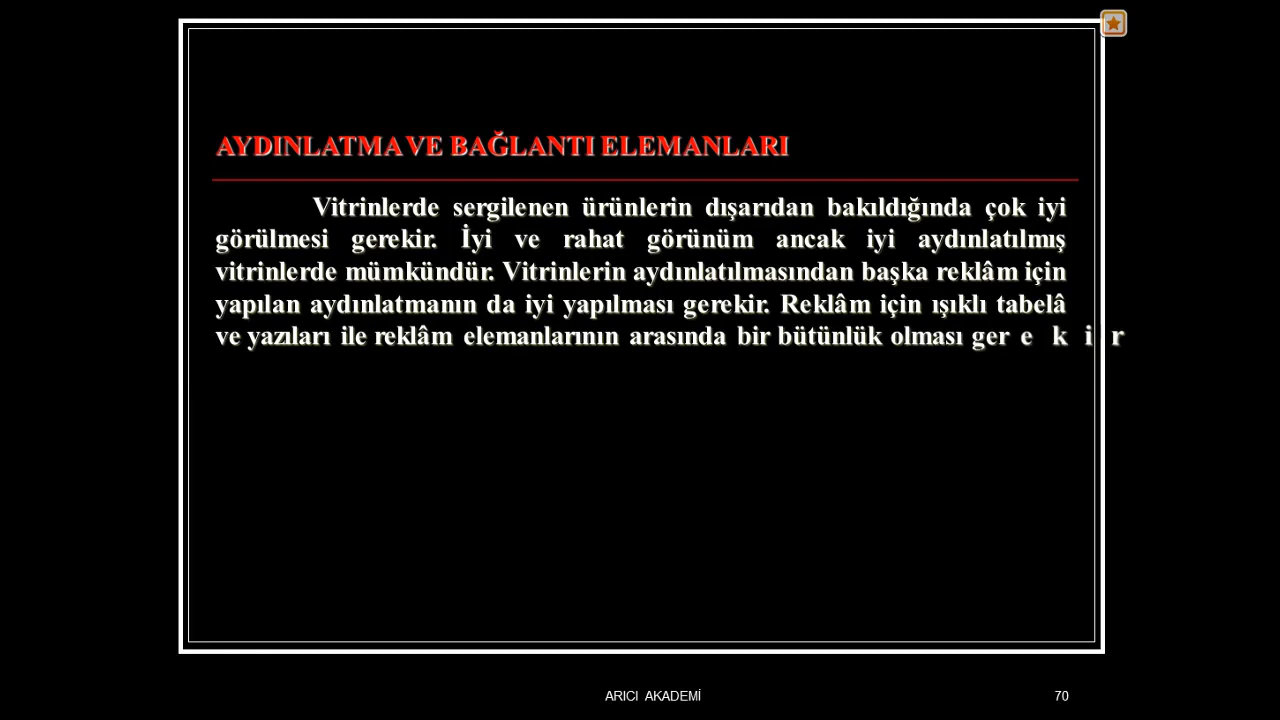 AYDINLATMA VE BAĞLANTI ELEMANLARI
Vitrinlerde sergilenen ürünlerin dışarıdan bakıldığında çok iyi
görülmesi gerekir. İyi ve rahat görünüm ancak iyi aydınlatılmış
vitrinlerde mümkündür. Vitrinlerin aydınlatılmasından başka reklâm için
yapılan aydınlatmanın da iyi yapılması gerekir. Reklâm için ışıklı tabelâ
ve yazıları ile reklâm elemanlarının arasında bir bütünlük olması ger e k i r
ARICI AKADEMİ
70